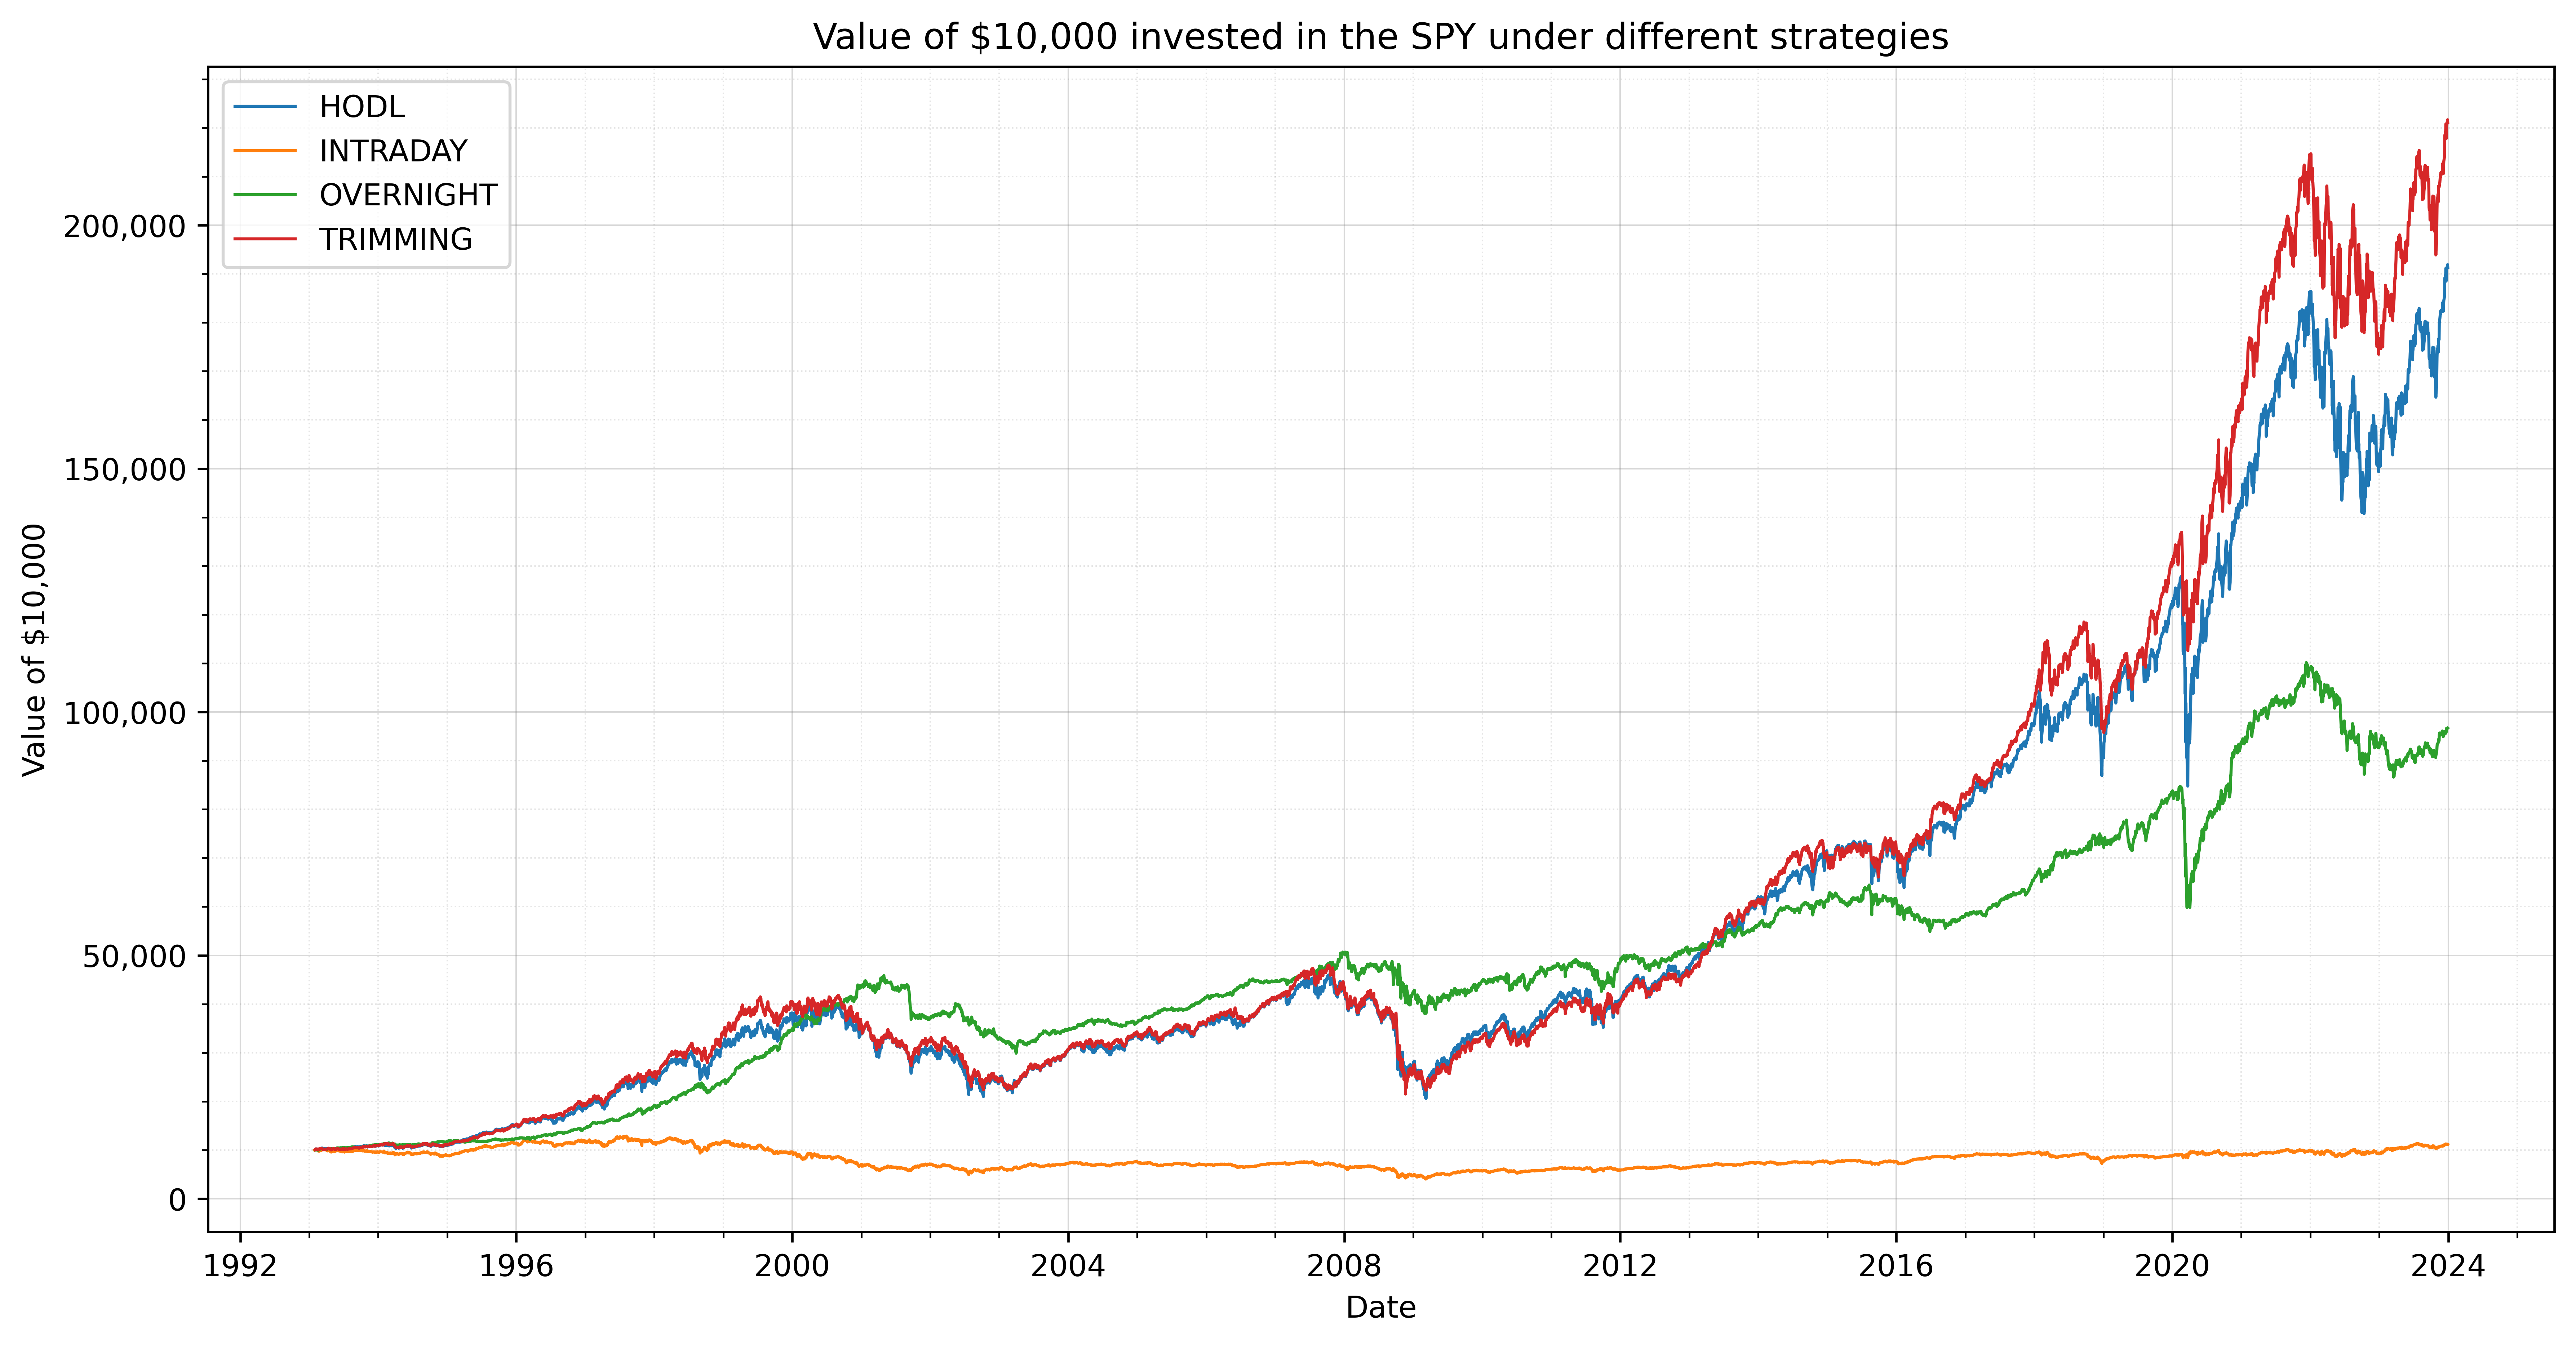 Value of $10,000 invested in the SPY under different strategies
HODL
INTRADAY
OVERNIGHT
TRIMMING
Value of $10,000
200,000
150,000
100,000
50,000
0
1992
1996
2000
2004
2008
2012
2016
2020
2024
Date